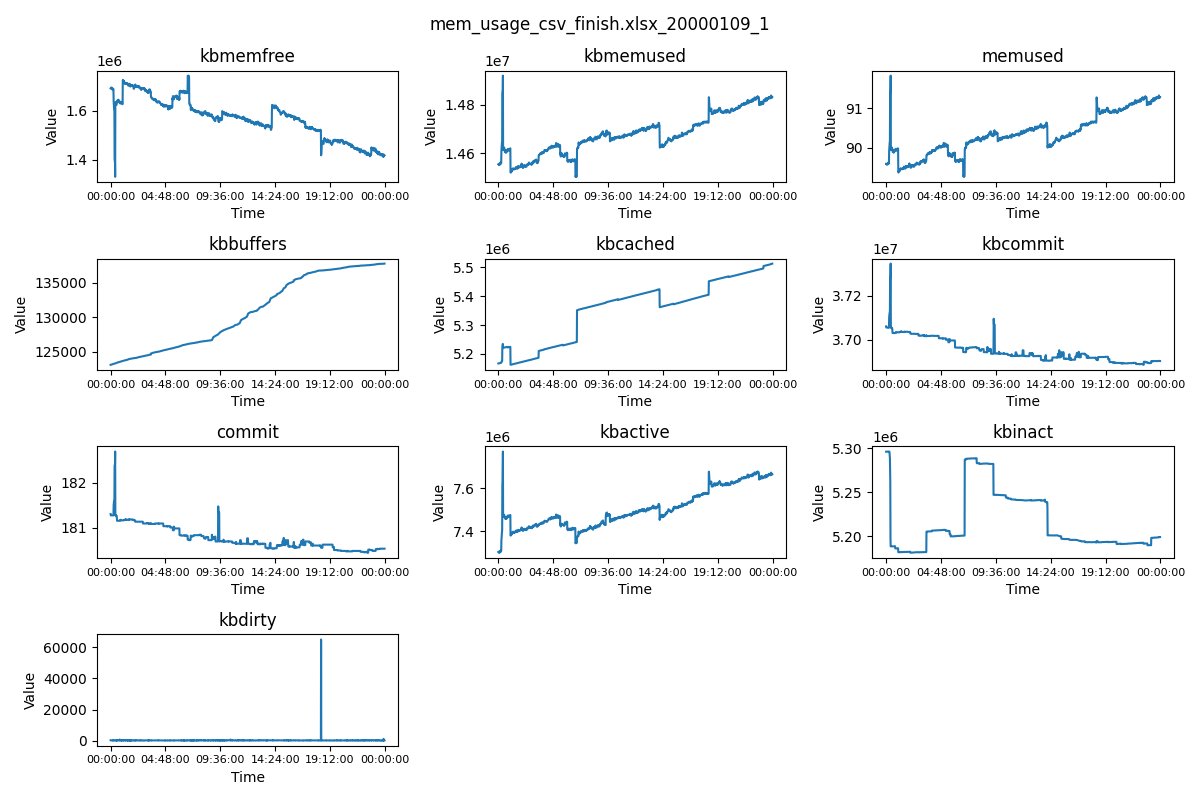 mem_usage_csv_finish.xlsx_20000109_1
kbmemfree
1e6
Value
1.6
1.4
00:00:00 04:48:00 09:36:00 14:24:00 19:12:00 00:00:00
Time
kbmemused
1e7
Value
1.48
1.46
00:00:00 04:48:00 09:36:00 14:24:00 19:12:00 00:00:00
Time
memused
Value
91
90
00:00:00 04:48:00 09:36:00 14:24:00 19:12:00 00:00:00
Time
kbbuffers
Value
135000
130000
125000
00:00:00 04:48:00 09:36:00 14:24:00 19:12:00 00:00:00
Time
kbcached
1e6
Value
5.5
5.4
5.3
5.2
00:00:00 04:48:00 09:36:00 14:24:00 19:12:00 00:00:00
Time
kbcommit
1e7
Value
3.72
3.70
00:00:00 04:48:00 09:36:00 14:24:00 19:12:00 00:00:00
Time
commit
Value
182
181
00:00:00 04:48:00 09:36:00 14:24:00 19:12:00 00:00:00
Time
kbactive
1e6
Value
7.6
7.4
00:00:00 04:48:00 09:36:00 14:24:00 19:12:00 00:00:00
Time
kbinact
1e6
Value
5.30
5.25
5.20
00:00:00 04:48:00 09:36:00 14:24:00 19:12:00 00:00:00
Time
kbdirty
Value
60000
40000
20000
0
00:00:00 04:48:00 09:36:00 14:24:00 19:12:00 00:00:00
Time